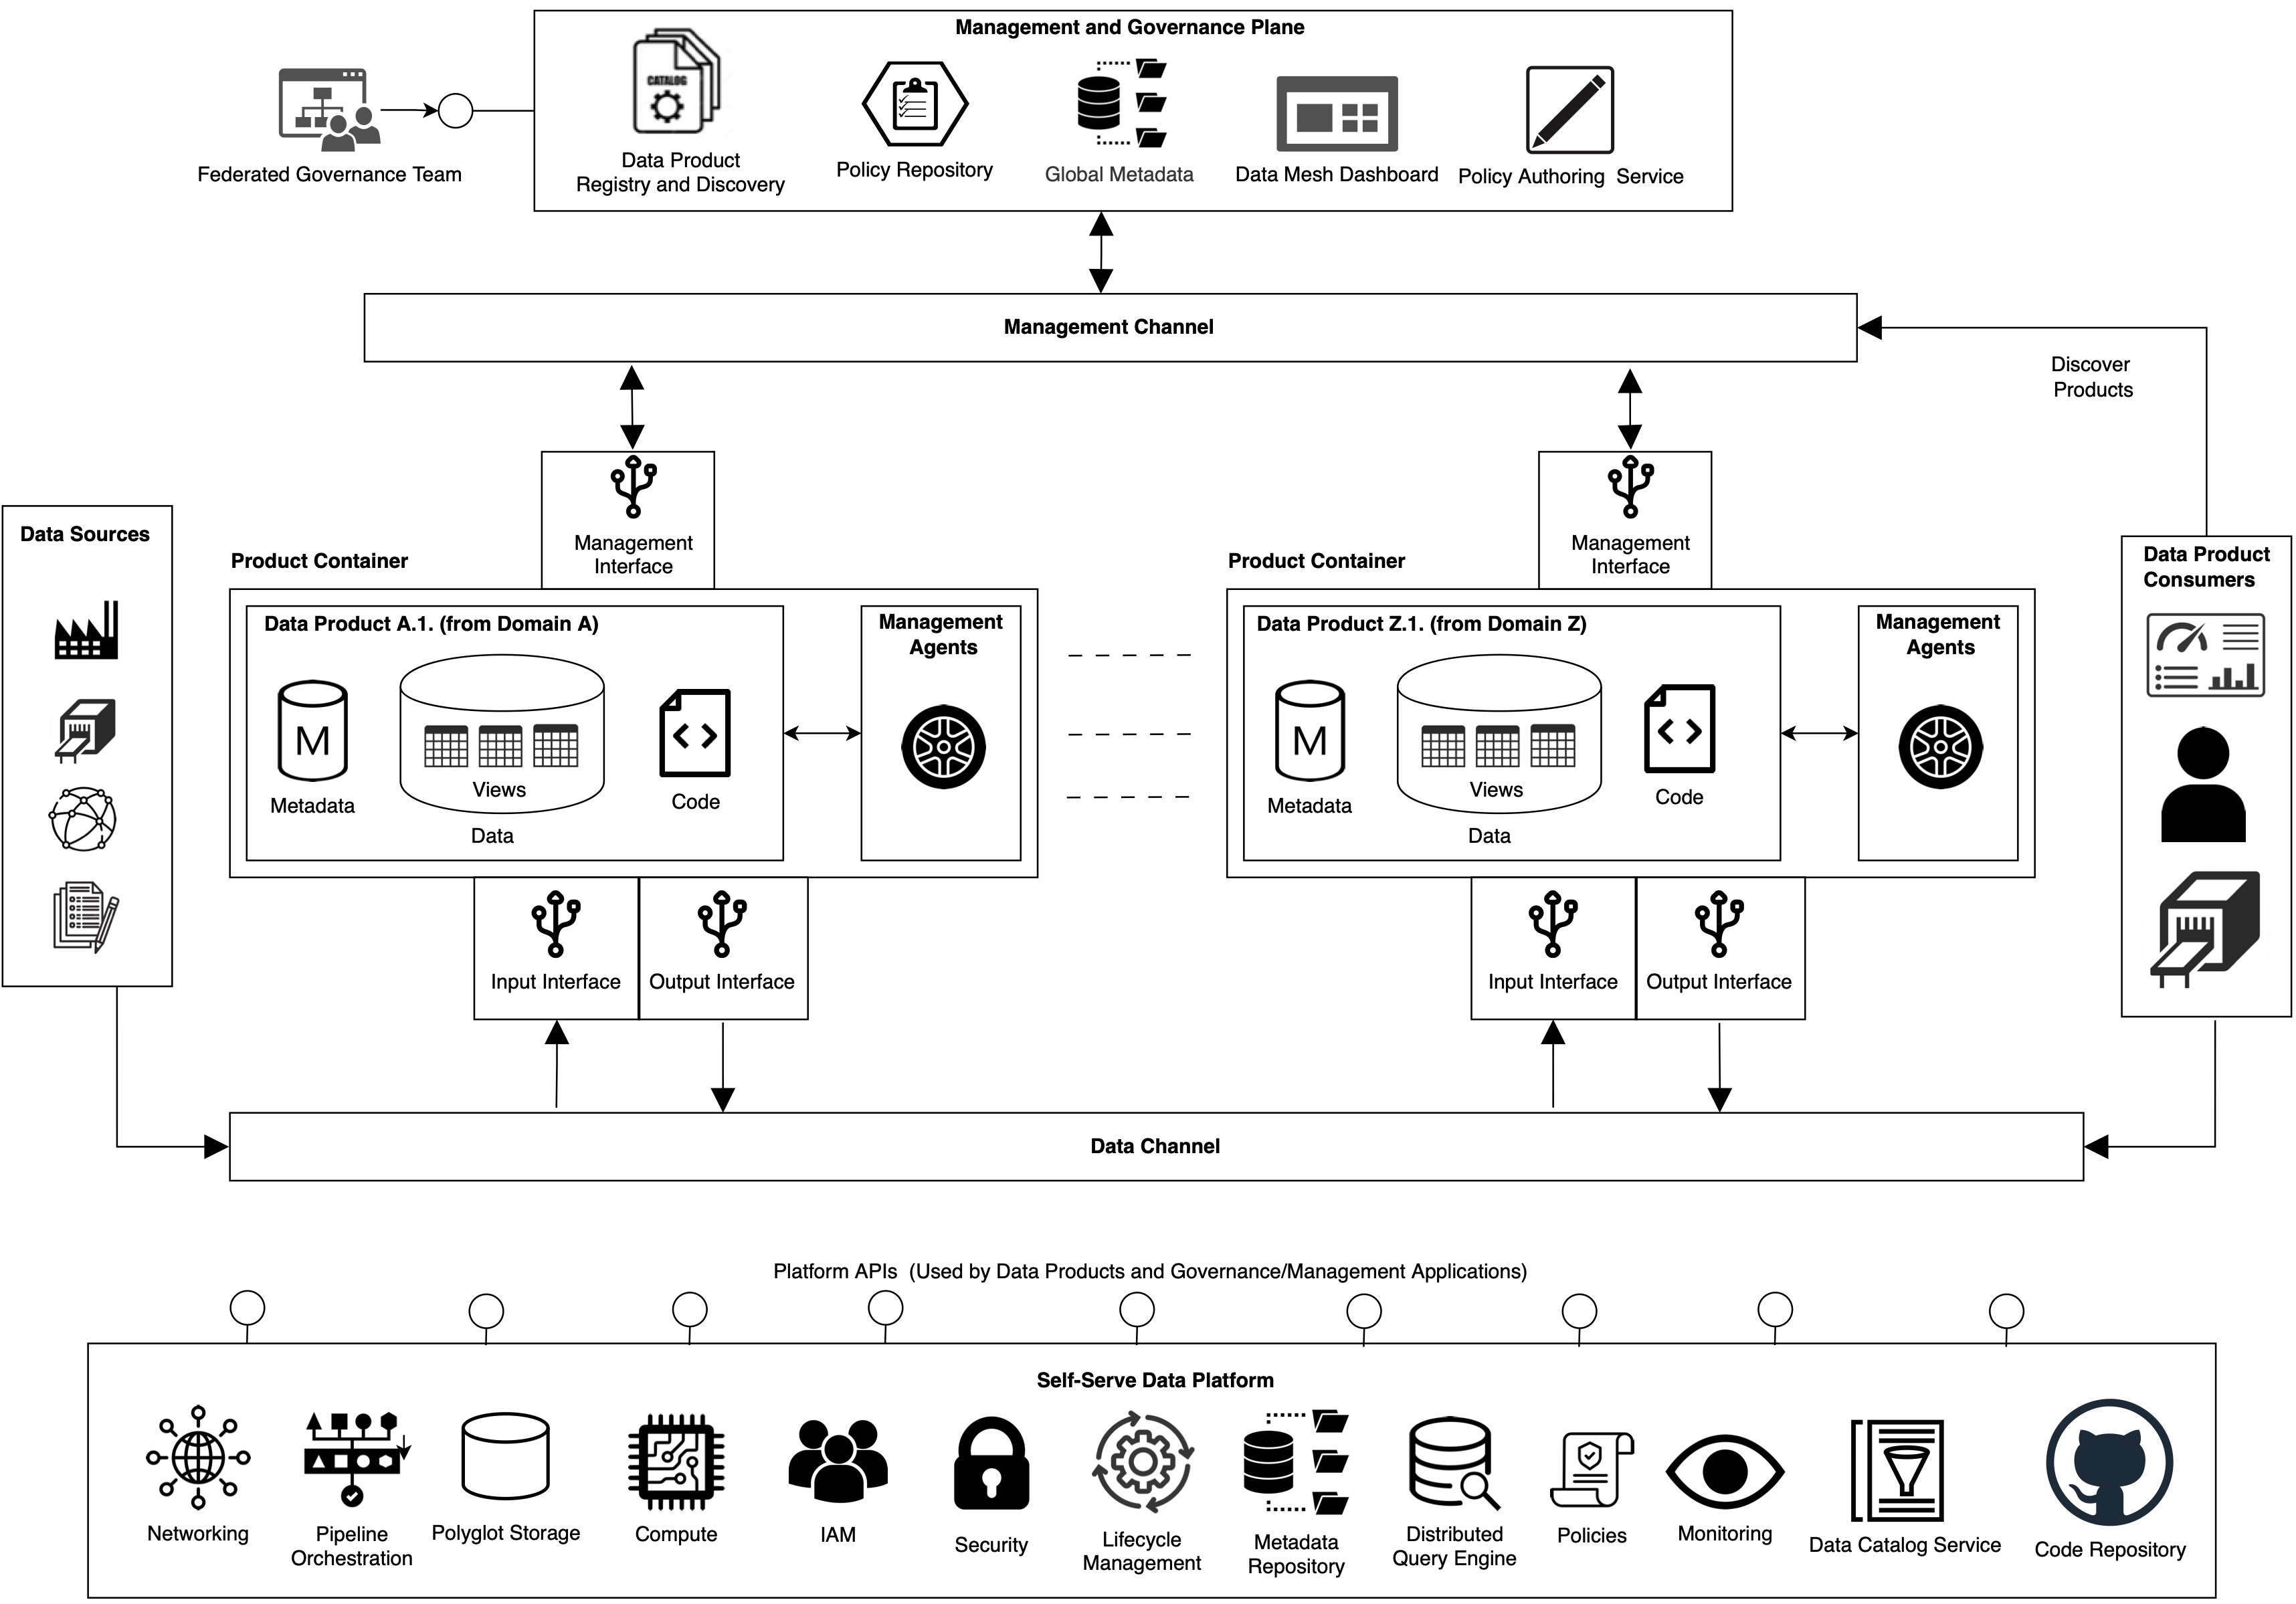 Management and Governance Plane
CATALOG
Data Product
Registry and Discovery
Policy Repository
Global Metadata
Data Mesh Dashboard
Policy Authoring Service
Federated Governance Team
Management Channel
Discover
Products
Data Sources
Management
Interface
Product Container
Data Product A.1. (from Domain A)
M
Metadata
Views
Data
Code
Management
Agents
Input Interface
Output Interface
Management
Interface
Product Container
Data Product Z.1. (from Domain Z)
M
Metadata
Views
Data
Code
Management
Agents
Input Interface
Output Interface
Data Product
Consumers
Data Channel
Platform APIs (Used by Data Products and Governance/Management Applications)
Self-Serve Data Platform
Networking
Pipeline
Orchestration
Polyglot Storage
Compute
IAM
Security
Lifecycle
Management
Metadata
Repository
Distributed
Query Engine
Policies
Monitoring
Data Catalog Service
Code Repository